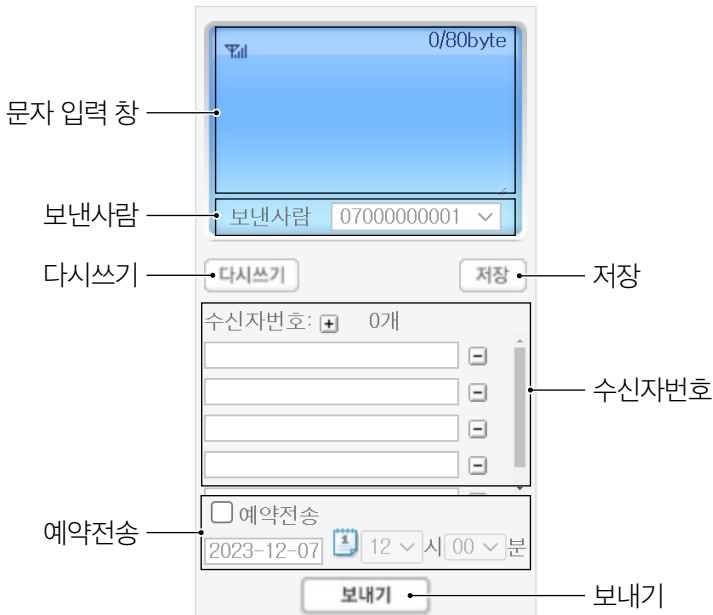 0/80byte
문자 입력 창
보낸사람 보낸사람 07000000001
다시쓰기 다시쓰기 저장 저장
수신자번호: + 0개
수신자번호
예약전송
예약전송
2023-12-07 1 12 시 00 분
보내기 보내기